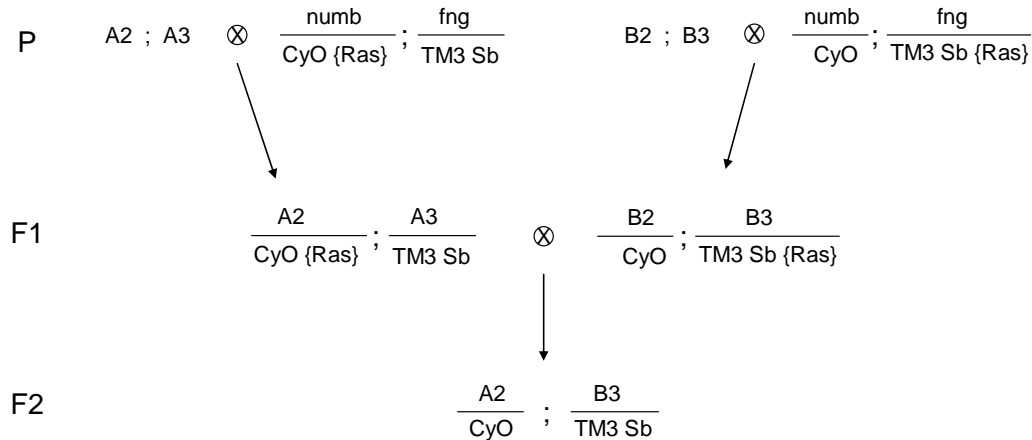 P
A2 ; A3 ⊗ numb ; fng
CyO {Ras} TM3 Sb
B2 ; B3 ⊗ numb ; fng
CyO TM3 Sb {Ras}
F1
A2 ; A3
CyO {Ras} TM3 Sb
⊗
B2 ; B3
CyO TM3 Sb {Ras}
F2
A2 ; B3
CyO TM3 Sb